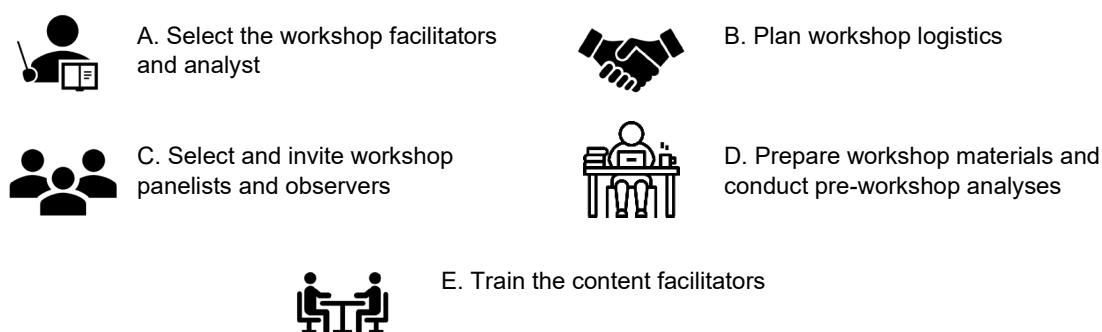 A. Select the workshop facilitators
and analyst
B. Plan workshop logistics
C. Select and invite workshop
panelists and observers
D. Prepare workshop materials and
conduct pre-workshop analyses
E. Train the content facilitators